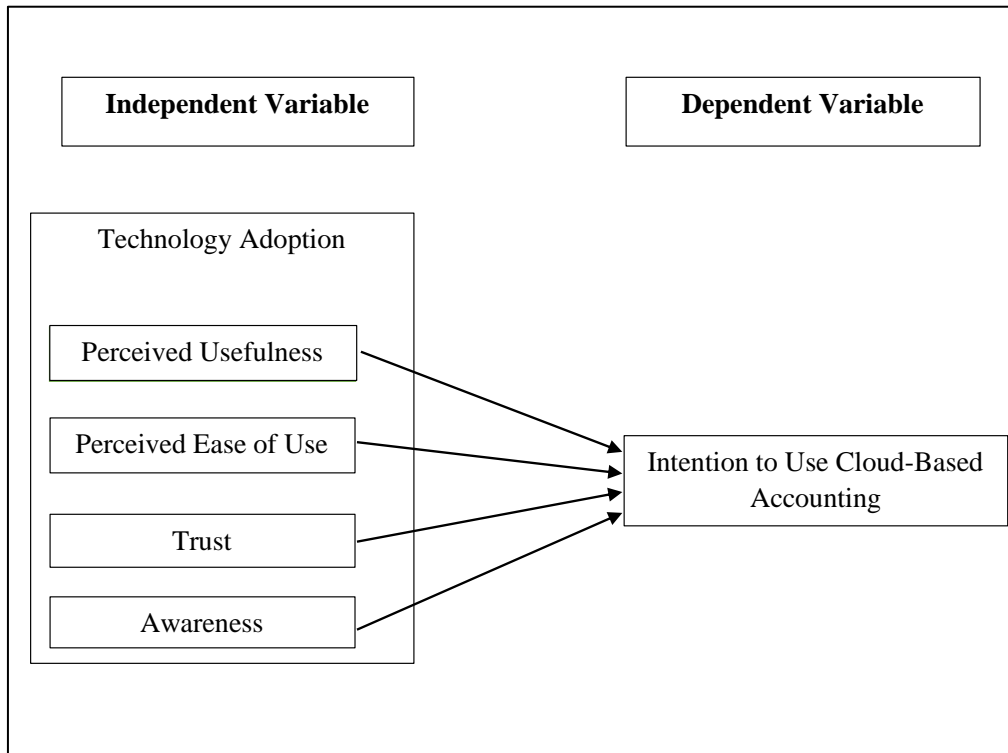 Independent Variable
Dependent Variable
Technology Adoption
Perceived Usefulness
Perceived Ease of Use
Trust
Awareness
Intention to Use Cloud-Based
Accounting